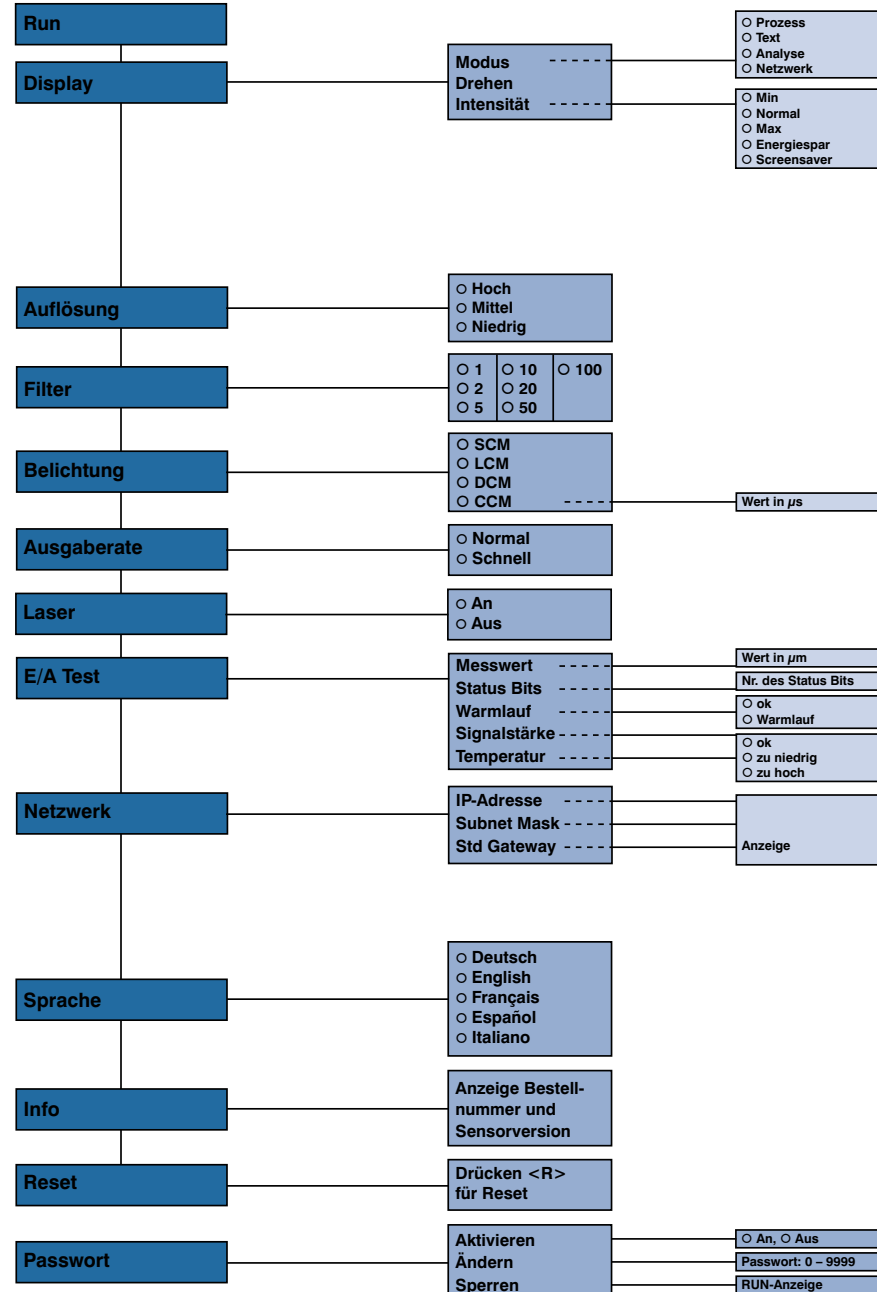 Run
Display
Modus
Drehen
Intensität
○ Prozess
○ Text
○ Analyse
○ Netzwerk
○ Min
○ Normal
○ Max
○ Energiespar
○ Screensaver
Auflösung
○ Hoch
○ Mittel
○ Niedrig
Filter
○ 1 ○ 10 ○ 100
○ 2 ○ 20
○ 5 ○ 50
Belichtung
○ SCM
○ LCM
○ DCM
○ CCM
Wert in µs
Ausgaberate
○ Normal
○ Schnell
Laser
○ An
○ Aus
E/A Test
Messwert
Status Bits
Warmlauf
Signalstärke
Temperatur
Wert in µm
Nr. des Status Bits
○ ok
○ Warmlauf
○ ok
○ zu niedrig
○ zu hoch
Netzwerk
IP-Adresse
Subnet Mask
Std Gateway
Anzeige
Sprache
○ Deutsch
○ English
○ Français
○ Español
○ Italiano
Info
Anzeige Bestell-
nummer und
Sensorversion
Reset
Drücken <R>
für Reset
Passwort
Aktivieren
Ändern
Sperren
○ An, ○ Aus
Passwort: 0 – 9999
RUN-Anzeige